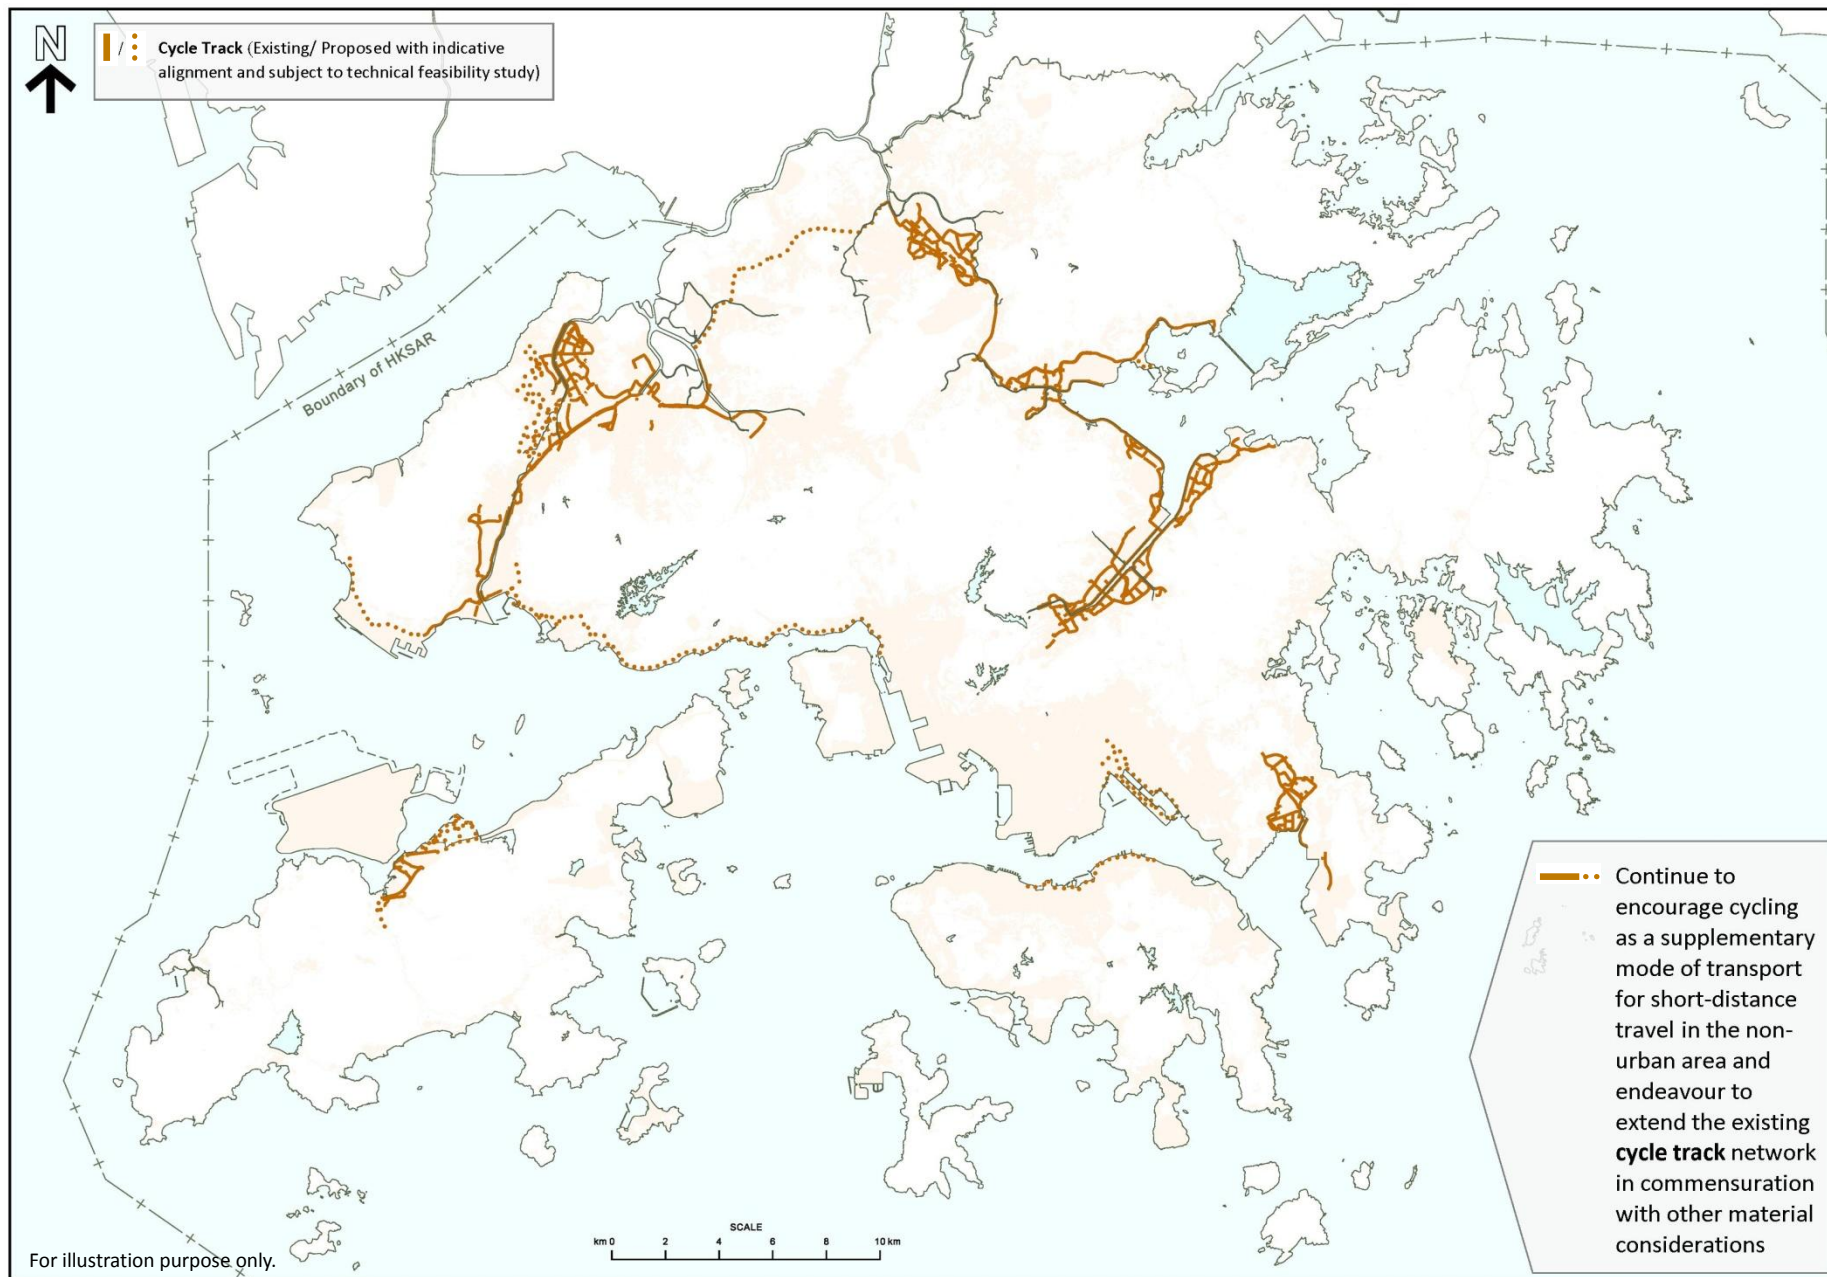 N
/ Cycle Track (Existing/ Proposed with indicative
alignment and subject to technical feasibility study)
Boundary of HKSAR
Continue to
encourage cycling
as a supplementary
mode of transport
for short-distance
travel in the non-
urban area and
endeavour to
extend the existing
cycle track network
in commensuration
with other material
considerations
SCALE
km 0 2 4 6 8 10 km
For illustration purpose only.